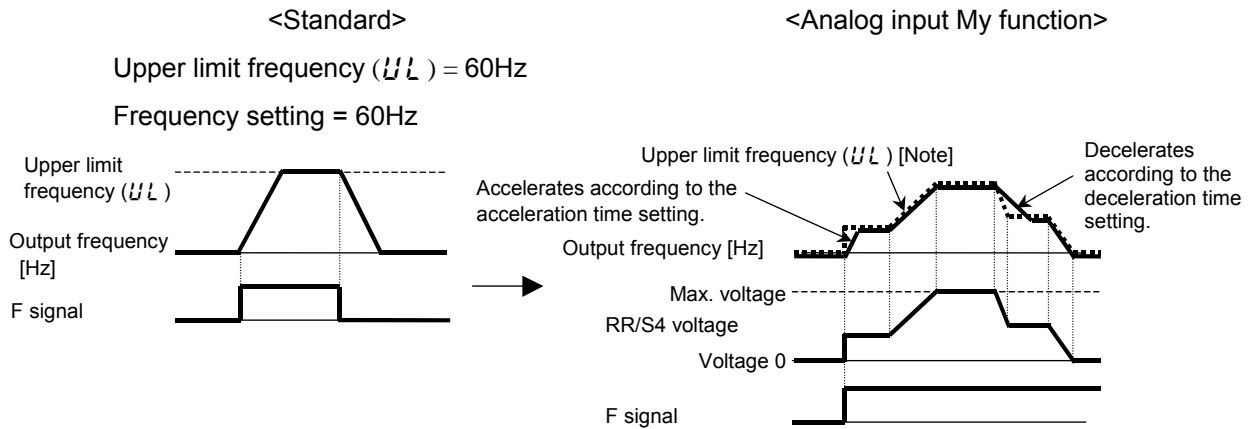 <Standard>
Upper limit frequency (UL) = 60Hz
Frequency setting = 60Hz
Upper limit
frequency (UL)
Output frequency
[Hz]
F signal
<Analog input My function>
Upper limit frequency (UL) [Note]
Accelerates according to the
acceleration time setting.
Decelerates
according to the
deceleration time
setting.
Output frequency [Hz]
Max. voltage
RR/S4 voltage
Voltage 0
F signal